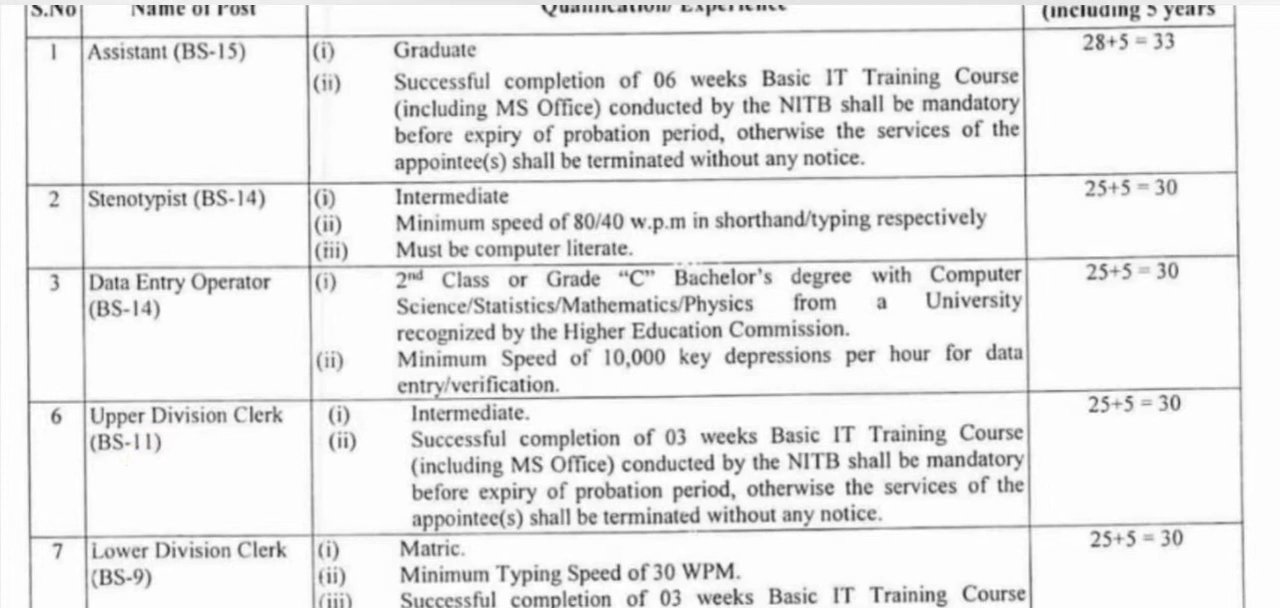 S.No Name of Post Qualification/ Experience (including 5 years
1 Assistant (BS-15) (i) Graduate 28+5 = 33
(ii) Successful completion of 06 weeks Basic IT Training Course
(including MS Office) conducted by the NITB shall be mandatory
before expiry of probation period, otherwise the services of the
appointee(s) shall be terminated without any notice.
2 Stenotypist (BS-14) (i) Intermediate 25+5 = 30
(ii) Minimum speed of 80/40 w.p.m in shorthand/typing respectively
(iii) Must be computer literate.
3 Data Entry Operator (i) 2nd Class or Grade “C” Bachelor’s degree with Computer 25+5 = 30
(BS-14) Science/Statistics/Mathematics/Physics from a University
recognized by the Higher Education Commission.
(ii) Minimum Speed of 10,000 key depressions per hour for data
entry/verification.
6 Upper Division Clerk (i) Intermediate. 25+5 = 30
(BS-11) (ii) Successful completion of 03 weeks Basic IT Training Course
(including MS Office) conducted by the NITB shall be mandatory
before expiry of probation period, otherwise the services of the
appointee(s) shall be terminated without any notice.
7 Lower Division Clerk (i) Matric. 25+5 = 30
(BS-9) (ii) Minimum Typing Speed of 30 WPM.
(iii) Successful completion of 03 weeks Basic IT Training Course